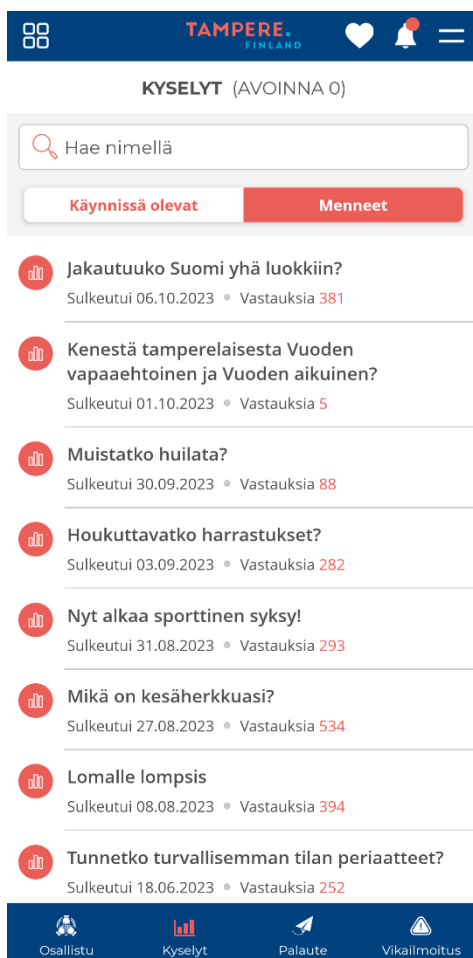 TAMPERE.
FINLAND
KYSELYT (AVOINNA 0)
Hae nimellä
Käynnissä olevat Menneet
Jakautuuko Suomi yhä luokkiin?
Sulkeutui 06.10.2023 • Vastauksia 381
Kenestä tamperelaisesta Vuoden
vapaaehtoinen ja Vuoden aikuinen?
Sulkeutui 01.10.2023 • Vastauksia 5
Muistatko huilata?
Sulkeutui 30.09.2023 • Vastauksia 88
Houkuttavatko harrastukset?
Sulkeutui 03.09.2023 • Vastauksia 282
Nyt alkaa sporttinen syksy!
Sulkeutui 31.08.2023 • Vastauksia 293
Mikä on kesäherkkuasi?
Sulkeutui 27.08.2023 • Vastauksia 534
Lomalle lompsis
Sulkeutui 08.08.2023 • Vastauksia 394
Tunnetko turvallisemman tilan periaatteet?
Sulkeutui 18.06.2023 • Vastauksia 252
Osallistu Kyselyt Palaute Vikailmoitus